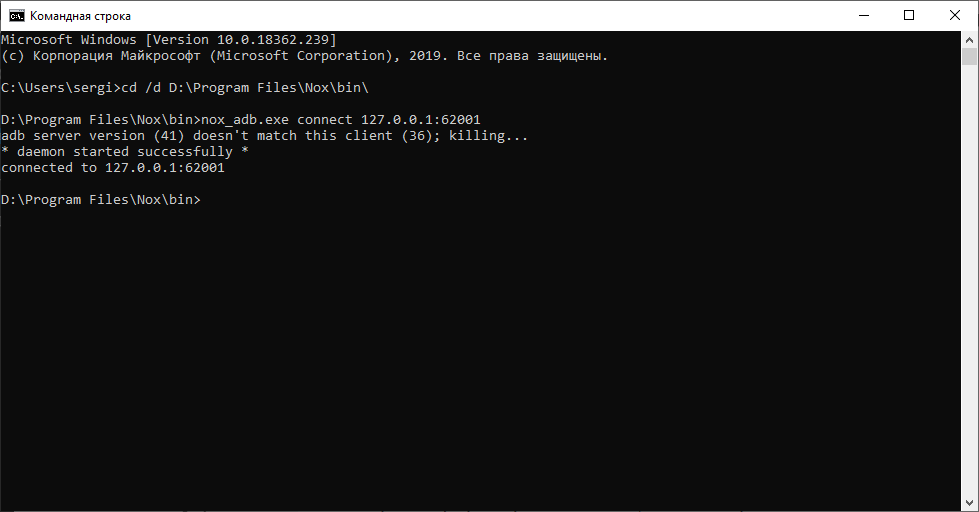 Командная строка
Microsoft Windows [Version 10.0.18362.239]
(c) Корпорация Майкрософт (Microsoft Corporation), 2019. Все права защищены.
C:\Users\sergi>cd /d D:\Program Files\Nox\bin\
D:\Program Files\Nox\bin>nox_adb.exe connect 127.0.0.1:62001
adb server version (41) doesn't match this client (36); killing...
* daemon started successfully *
connected to 127.0.0.1:62001
D:\Program Files\Nox\bin>